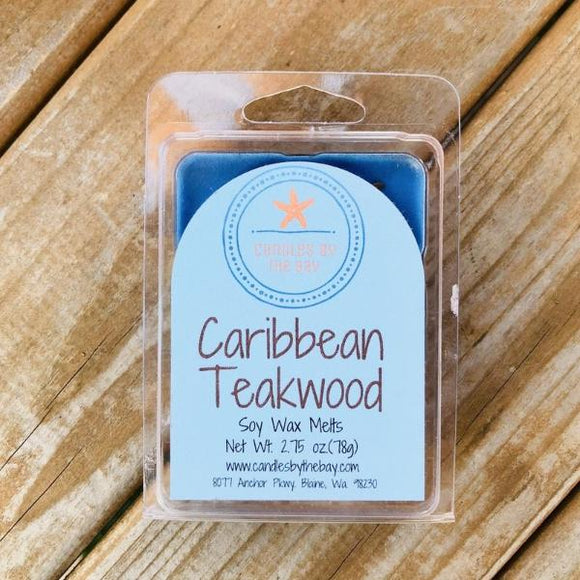 Candles by
the Bay
Caribbean
Teakwood
Soy Wax Melts
Net Wt. 2.75 oz.(78g)
www.candlesbythebay.com
8077 Anchor Pkwy. Blaine, Wa 98230